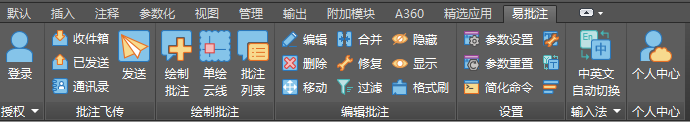 默认 插入 注释 参数化 视图 管理 输出 附加模块 A360 精选应用 易批注
登录
收件箱
已发送
通讯录
发送
绘制
批注
单绘
云线
批注
列表
编辑 合并 隐藏
删除 修复 显示
移动 过滤 格式刷
参数设置
参数重置
简化命令
En
中
中英文
自动切换
个人中心
授权 批注飞传 绘制批注 编辑批注 设置 输入法 个人中心